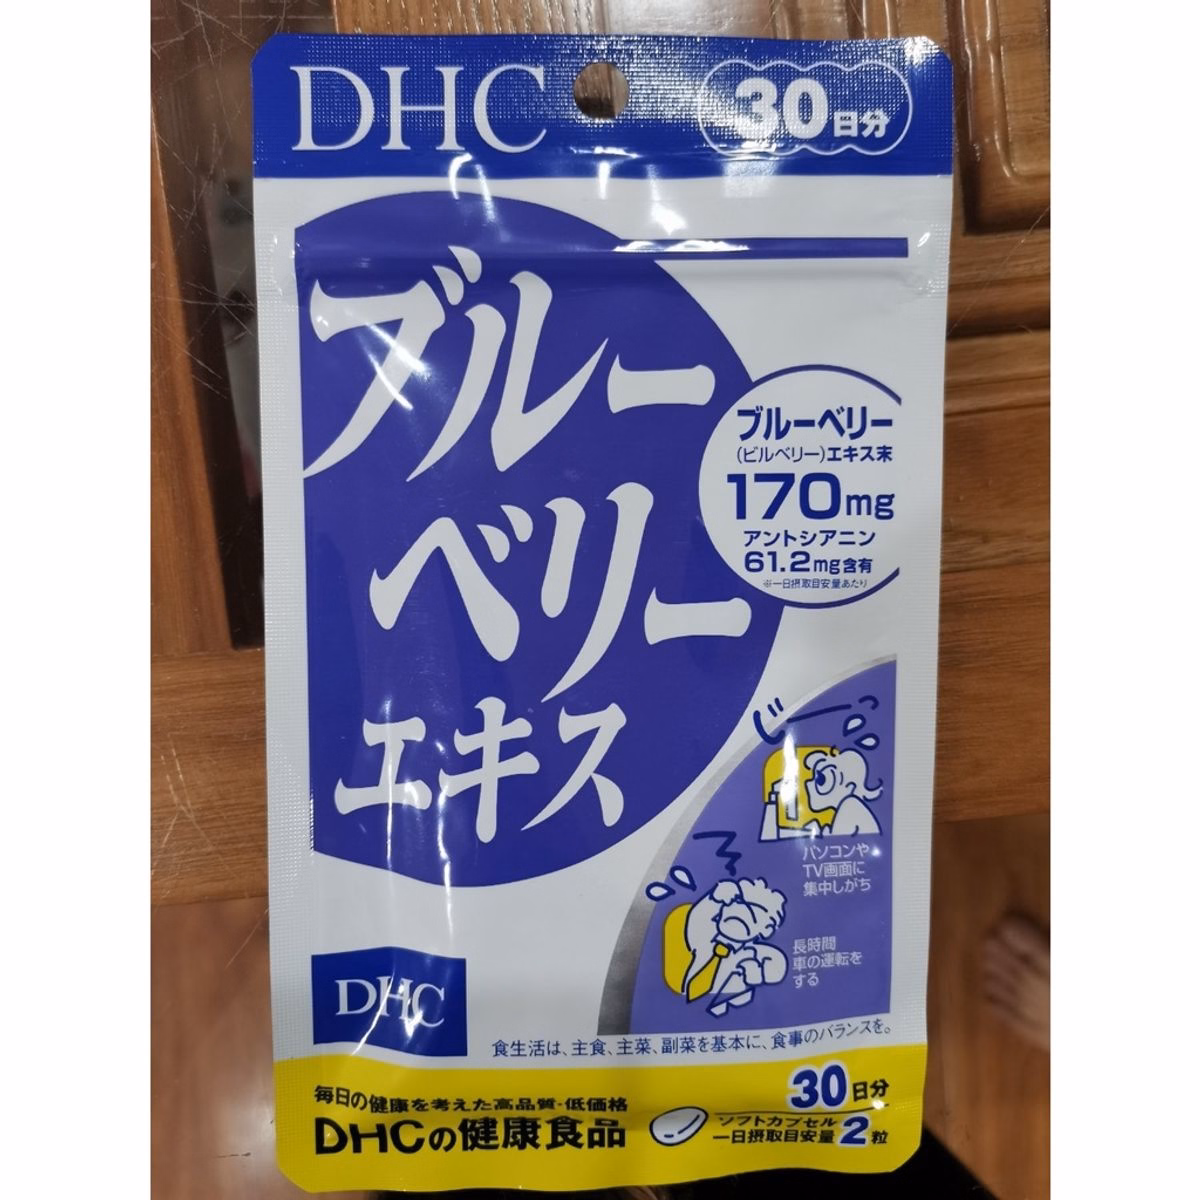 DHC
30日分
ブルー
ベリー
エキス
ブルーベリー
(ビルベリー)エキス末
170mg
アントシアニン
61.2mg含有
※一日摂取目安量あたり
じーっ
パソコンや
TV画面に
集中しがち
長時間
車の運転を
する
DHC
食生活は、主食、主菜、副菜を基本に、食事のバランスを。
毎日の健康を考えた高品質・低価格
DHCの健康食品
30日分
ソフトカプセル
一日摂取目安量2粒